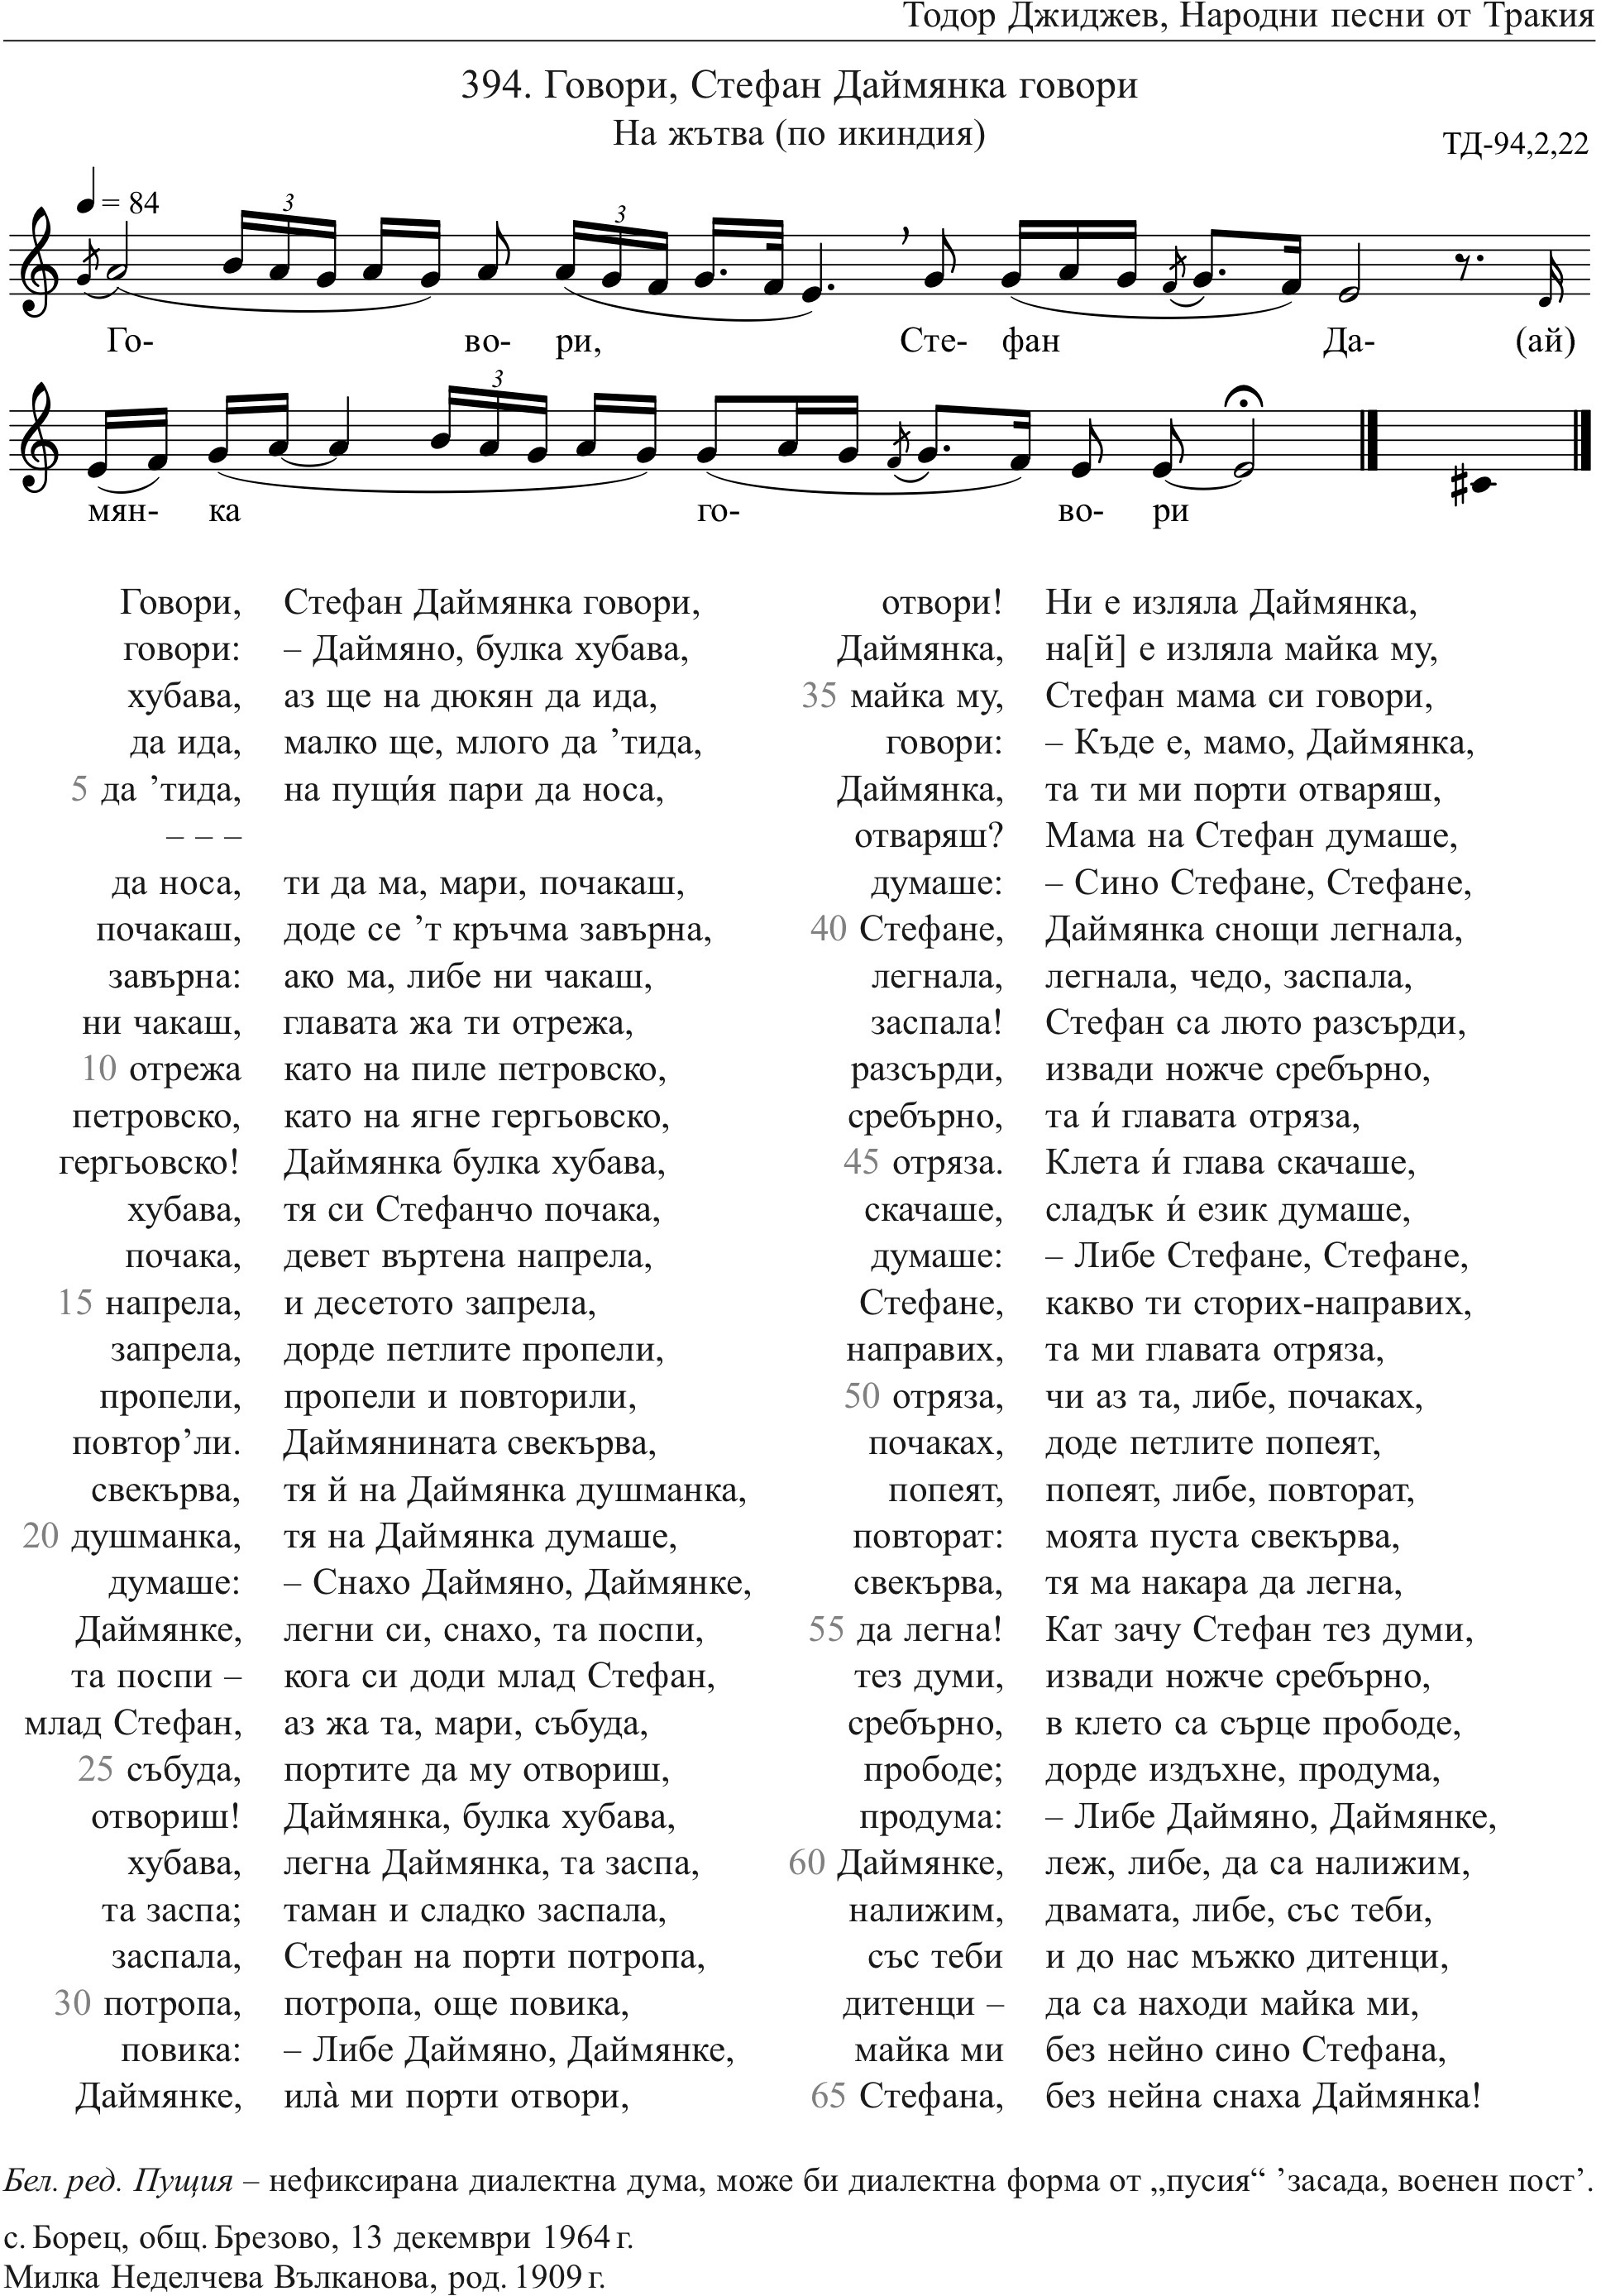 Тодор Джиджев, Народни песни от Тракия
394. Говори, Стефан Даймянка говори
На жътва (по икиндия)
ТД-94,2,22
= 84
3 3
Го- во- ри, Сте- фан Да- (ай)
3
мян- ка го- во- ри
Говори, Стефан Даймянка говори,
говори: – Даймяно, булка хубава,
хубава, аз ще на дюкян да ида,
да ида, малко ще, млого да ’тида,
5 да ’тида, на пущѝя пари да носа,
– – –
да носа, ти да ма, мари, почакаш,
почакаш, доде се ’т кръчма завърна,
завърна: ако ма, либе ни чакаш,
ни чакаш, главата жа ти отрежа,
10 отрежа като на пиле петровско,
петровско, като на ягне гергьовско,
гергьовско! Даймянка булка хубава,
хубава, тя си Стефанчо почака,
почака, девет въртена напрела,
15 напрела, и десетото запрела,
запрела, дорде петлите пропели,
пропели, пропели и повторили,
повтор’ли. Даймянината свекърва,
свекърва, тя й на Даймянка душманка,
20 душманка, тя на Даймянка думаше,
думаше: – Снахо Даймяно, Даймянке,
Даймянке, легни си, снахо, та поспи,
та поспи – кога си доди млад Стефан,
млад Стефан, аз жа та, мари, събуда,
25 събуда, портите да му отвориш,
отвориш! Даймянка, булка хубава,
хубава, легна Даймянка, та заспа,
та заспа; таман и сладко заспала,
заспала, Стефан на порти потропа,
30 потропа, потропа, още повика,
повика: – Либе Даймяно, Даймянке,
Даймянке, илà ми порти отвори,
отвори! Ни е изляла Даймянка,
Даймянка, на[й] е изляла майка му,
35 майка му, Стефан мама си говори,
говори: – Къде е, мамо, Даймянка,
Даймянка, та ти ми порти отваряш,
отваряш? Мама на Стефан думаше,
думаше: – Сино Стефане, Стефане,
40 Стефане, Даймянка снощи легнала,
легнала, легнала, чедо, заспала,
заспала! Стефан са люто разсърди,
разсърди, извади ножче сребърно,
сребърно, та и́ главата отряза,
45 отряза. Клета и́ глава скачаше,
скачаше, сладък и́ език думаше,
думаше: – Либе Стефане, Стефане,
Стефане, какво ти сторих-направих,
направих, та ми главата отряза,
50 отряза, чи аз та, либе, почаках,
почаках, доде петлите попеят,
попеят, попеят, либе, повторат,
повторат: моята пуста свекърва,
свекърва, тя ма накара да легна,
55 да легна! Кат зачу Стефан тез думи,
тез думи, извади ножче сребърно,
сребърно, в клето са сърце прободе,
прободе; дорде издъхне, продума,
продума: – Либе Даймяно, Даймянке,
60 Даймянке, леж, либе, да са налижим,
налижим, двамата, либе, със теби,
със теби и до нас мъжко дитенци,
дитенци – да са находи майка ми,
майка ми без нейно сино Стефана,
65 Стефана, без нейна снаха Даймянка!
Бел. ред. Пущия – нефиксирана диалектна дума, може би диалектна форма от „пусия“ ’засада, военен пост’.
с. Борец, общ. Брезово, 13 декември 1964 г.
Милка Неделчева Вълканова, род. 1909 г.